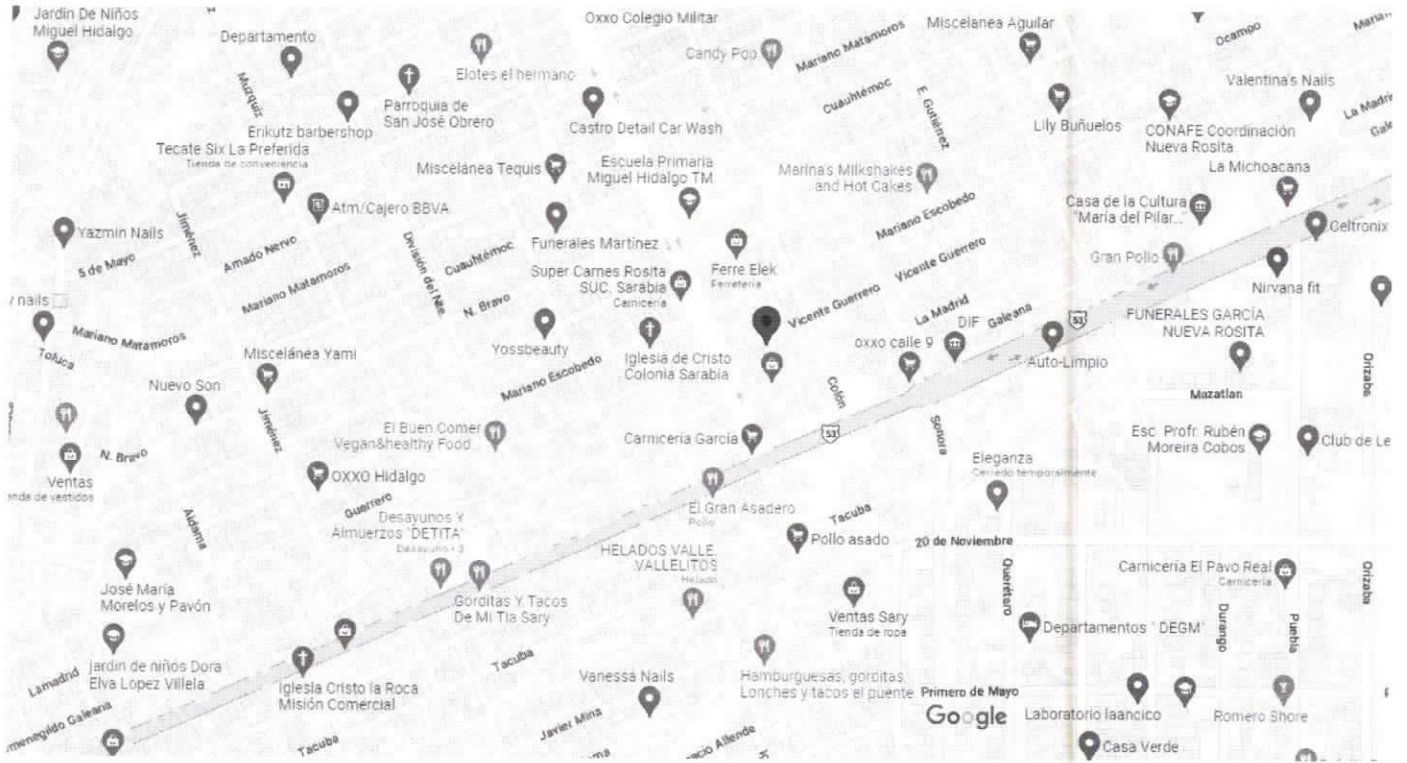 Jardin De Niños
Miguel Hidalgo
Departamento
Oxxo Colegio Militar
Miscelanea Aguilar
Ocampo
Candy Pop
Mariano Matamoros
Elotes el hermano
Muzquiz
Parroquia de
San José Obrero
Cuauhtémoc
E. Gutiérrez
Valentina's Nails
Erikutz barbershop
Castro Detail Car Wash
Lily Buñuelos
CONAFE Coordinación
Nueva Rosita
Tecate Six La Preferida
Tienda de conveniencia
Miscelánea Tequis
Escuela Primaria
Miguel Hidalgo TM
Marina's Milkshakes
and Hot Cakes
La Michoacana
Atm/Cajero BBVA
Casa de la Cultura
"María del Pilar..."
Yazmin Nails
Jiménez
Amado Nervo
División del Nte.
Cuauhtémoc
Funerales Martínez
Mariano Escobedo
Celtronix
5 de Mayo
Mariano Matamoros
Super Carnes Rosita
SUC. Sarabia
Carnicería
Ferre Elek
Ferretería
Vicente Guerrero
Gran Pollo
Nirvana fit
nails
N. Bravo
Vicente Guerrero
La Madrid
DIF
Galeana
53
FUNERALES GARCÍA
NUEVA ROSITA
Mariano Matamoros
Toluca
Miscelánea Yami
Yossbeauty
Iglesia de Cristo
Colonia Sarabia
oxxo calle 9
Auto-Limpio
Orizaba
Nuevo Son
Mariano Escobedo
Colón
Mazatlan
Jiménez
El Buen Comer
Vegan&healthy Food...
Carnicería García
53
Sonora
Esc. Profr. Rubén
Moreira Cobos
Club de Le
N. Bravo
Ventas
OXXO Hidalgo
Eleganza
Cerrado temporalmente
Aldama
Guerrero
Desayunos Y
Almuerzos "DETITA"
El Gran Asadero
Pollo
Tacuba
Pollo asado
20 de Noviembre
HELADOS VALLE.
VALLELITOS
Helado
José María
Morelos y Pavón
Gorditas Y Tacos
De Mi Tia Sary
Querétaro
Carnicería El Pavo Real
Carnicería
Orizaba
Ventas Sary
Tienda de ropa
Departamentos "DEGM"
Durango
Puebla
Jardin de niños Dora
Elva Lopez Villela
Lamadrid
Iglesia Cristo la Roca
Misión Comercial
Tacuba
Vanessa Nails
Hamburguesas, gorditas,
Lonches y tacos el puente
Primero de Mayo
Google
Laboratorio laancico
Romero Shore
Javier Mina
Tacuba
Casa Verde